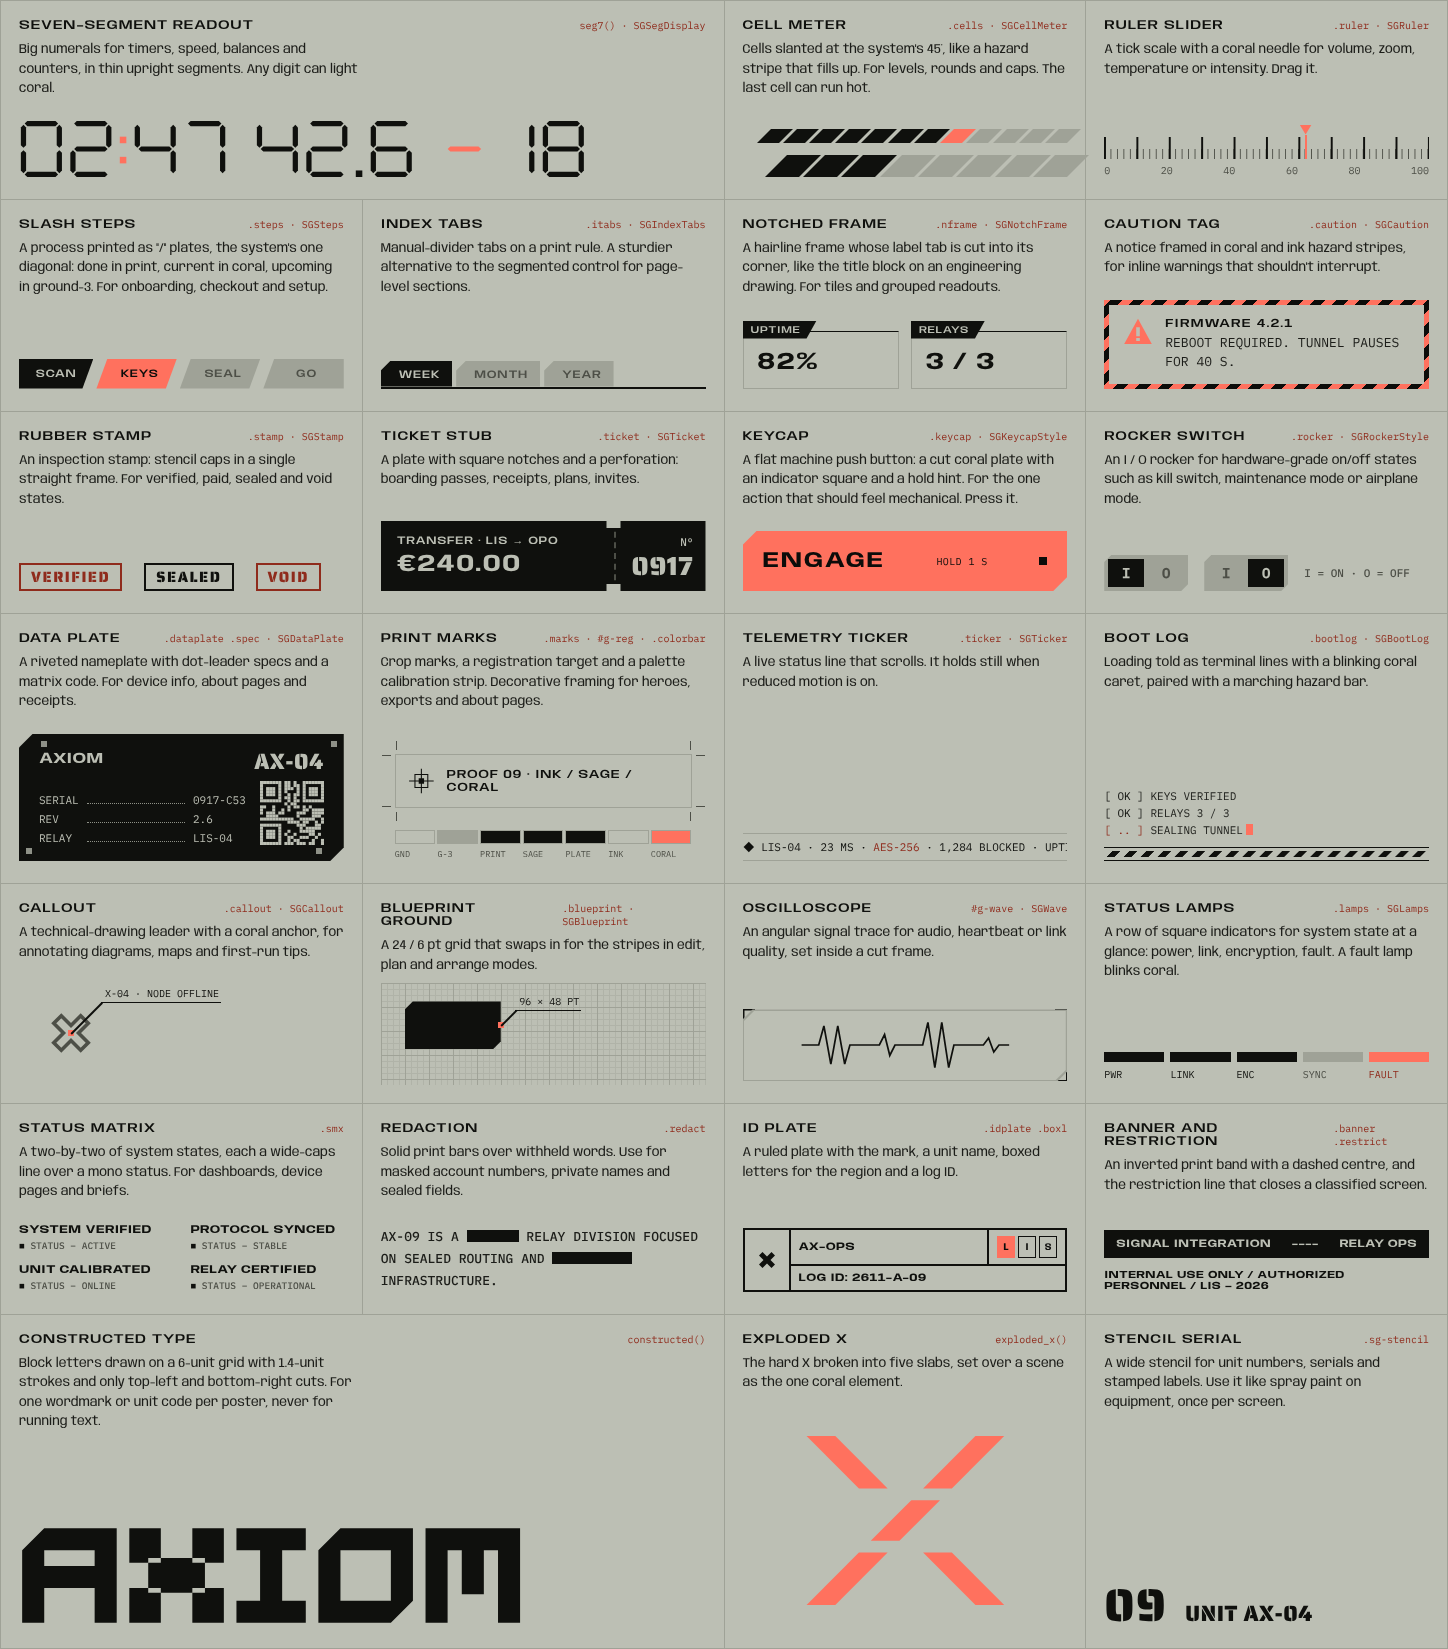 SEVEN-SEGMENT READOUT
seg7() · SGSegDisplay
Big numerals for timers, speed, balances and
counters, in thin upright segments. Any digit can light
coral.
02:47 42.6 – 18
CELL METER
.cells · SGCellMeter
Cells slanted at the system's 45°, like a hazard
stripe that fills up. For levels, rounds and caps. The
last cell can run hot.
RULER SLIDER
.ruler · SGRuler
A tick scale with a coral needle for volume, zoom,
temperature or intensity. Drag it.
0 20 40 60 80 100
SLASH STEPS
.steps · SGSteps
A process printed as "/" plates, the system's one
diagonal: done in print, current in coral, upcoming
in ground-3. For onboarding, checkout and setup.
SCAN KEYS SEAL GO
INDEX TABS
.itabs · SGIndexTabs
Manual-divider tabs on a print rule. A sturdier
alternative to the segmented control for page-
level sections.
WEEK MONTH YEAR
NOTCHED FRAME
.nframe · SGNotchFrame
A hairline frame whose label tab is cut into its
corner, like the title block on an engineering
drawing. For tiles and grouped readouts.
UPTIME
82%
RELAYS
3 / 3
CAUTION TAG
.caution · SGCaution
A notice framed in coral and ink hazard stripes,
for inline warnings that shouldn't interrupt.
FIRMWARE 4.2.1
REBOOT REQUIRED. TUNNEL PAUSES
FOR 40 S.
RUBBER STAMP
.stamp · SGStamp
An inspection stamp: stencil caps in a single
straight frame. For verified, paid, sealed and void
states.
VERIFIED SEALED VOID
TICKET STUB
.ticket · SGTicket
A plate with square notches and a perforation:
boarding passes, receipts, plans, invites.
TRANSFER · LIS → OPO
€240.00
N°
0917
KEYCAP
.keycap · SGKeycapStyle
A flat machine push button: a cut coral plate with
an indicator square and a hold hint. For the one
action that should feel mechanical. Press it.
ENGAGE HOLD 1 S
ROCKER SWITCH
.rocker · SGRockerStyle
An I / O rocker for hardware-grade on/off states
such as kill switch, maintenance mode or airplane
mode.
I O I O I = ON · O = OFF
DATA PLATE
.dataplate .spec · SGDataPlate
A riveted nameplate with dot-leader specs and a
matrix code. For device info, about pages and
receipts.
AXIOM
AX-04
SERIAL 0917-C53
REV 2.6
RELAY LIS-04
PRINT MARKS
.marks · #g-reg · .colorbar
Crop marks, a registration target and a palette
calibration strip. Decorative framing for heroes,
exports and about pages.
PROOF 09 · INK / SAGE /
CORAL
GND G-3 PRINT SAGE PLATE INK CORAL
TELEMETRY TICKER
.ticker · SGTicker
A live status line that scrolls. It holds still when
reduced motion is on.
◆ LIS-04 · 23 MS · AES-256 · 1,284 BLOCKED · UPTI
BOOT LOG
.bootlog · SGBootLog
Loading told as terminal lines with a blinking coral
caret, paired with a marching hazard bar.
[ OK ] KEYS VERIFIED
[ OK ] RELAYS 3 / 3
[ .. ] SEALING TUNNEL
CALLOUT
.callout · SGCallout
A technical-drawing leader with a coral anchor, for
annotating diagrams, maps and first-run tips.
X-04 · NODE OFFLINE
BLUEPRINT
GROUND
.blueprint ·
SGBlueprint
A 24 / 6 pt grid that swaps in for the stripes in edit,
plan and arrange modes.
96 × 48 PT
OSCILLOSCOPE
#g-wave · SGWave
An angular signal trace for audio, heartbeat or link
quality, set inside a cut frame.
STATUS LAMPS
.lamps · SGLamps
A row of square indicators for system state at a
glance: power, link, encryption, fault. A fault lamp
blinks coral.
PWR LINK ENC SYNC FAULT
STATUS MATRIX
.smx
A two-by-two of system states, each a wide-caps
line over a mono status. For dashboards, device
pages and briefs.
SYSTEM VERIFIED
■ STATUS – ACTIVE
PROTOCOL SYNCED
■ STATUS – STABLE
UNIT CALIBRATED
■ STATUS – ONLINE
RELAY CERTIFIED
■ STATUS – OPERATIONAL
REDACTION
.redact
Solid print bars over withheld words. Use for
masked account numbers, private names and
sealed fields.
AX-09 IS A RELAY DIVISION FOCUSED
ON SEALED ROUTING AND
INFRASTRUCTURE.
ID PLATE
.idplate .boxl
A ruled plate with the mark, a unit name, boxed
letters for the region and a log ID.
AX-OPS
L I S
LOG ID: 2611-A-09
BANNER AND
RESTRICTION
.banner
.restrict
An inverted print band with a dashed centre, and
the restriction line that closes a classified screen.
SIGNAL INTEGRATION ---- RELAY OPS
INTERNAL USE ONLY / AUTHORIZED
PERSONNEL / LIS – 2026
CONSTRUCTED TYPE
constructed()
Block letters drawn on a 6-unit grid with 1.4-unit
strokes and only top-left and bottom-right cuts. For
one wordmark or unit code per poster, never for
running text.
AXIOM
EXPLODED X
exploded_x()
The hard X broken into five slabs, set over a scene
as the one coral element.
X
STENCIL SERIAL
.sg-stencil
A wide stencil for unit numbers, serials and
stamped labels. Use it like spray paint on
equipment, once per screen.
09 UNIT AX-04